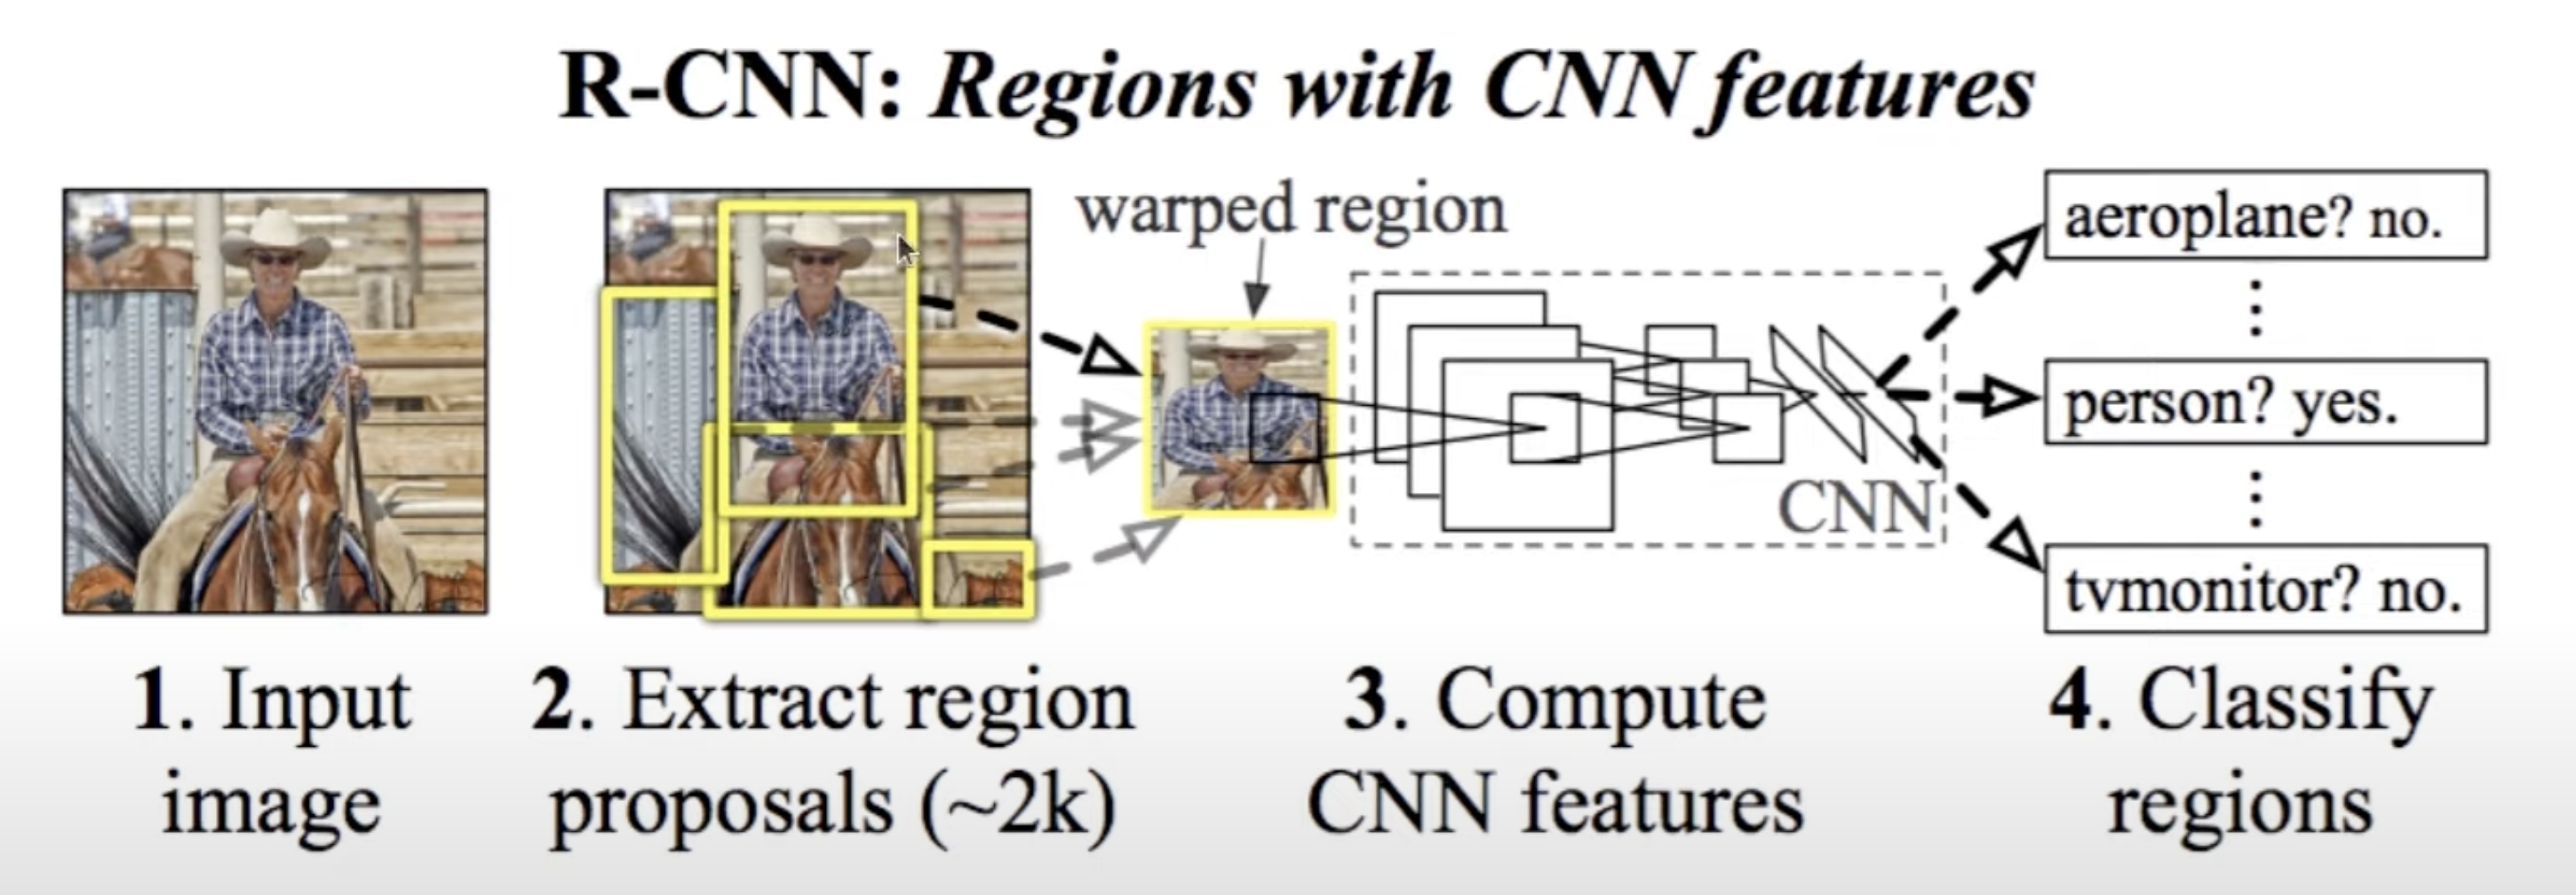 R-CNN: Regions with CNN features
warped region
aeroplane? no.
person? yes.
tvmonitor? no.
CNN
1. Input
image
2. Extract region
proposals (~2k)
3. Compute
CNN features
4. Classify
regions